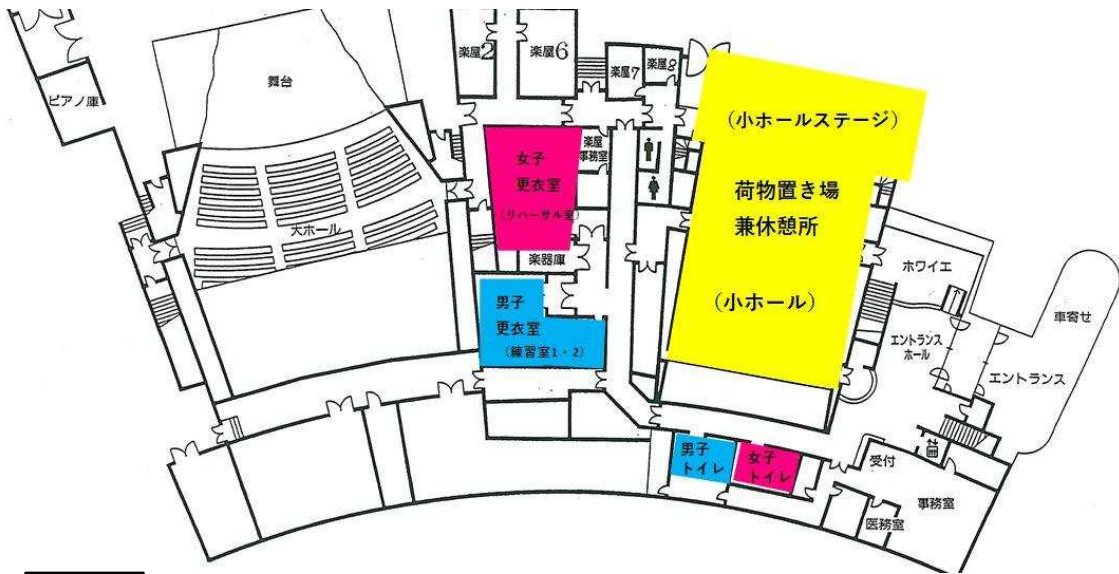 楽屋2
楽屋6
楽屋7
楽屋8
舞台
ピアノ庫
大ホール
女子
更衣室
(リハーサル室)
楽屋
事務室
楽器庫
男子
更衣室
(練習室1・2)
(小ホールステージ)
荷物置き場
兼休憩所
(小ホール)
ホワイエ
エントランス
ホール
車寄せ
エントランス
男子
トイレ
女子
トイレ
受付
事務室
医務室